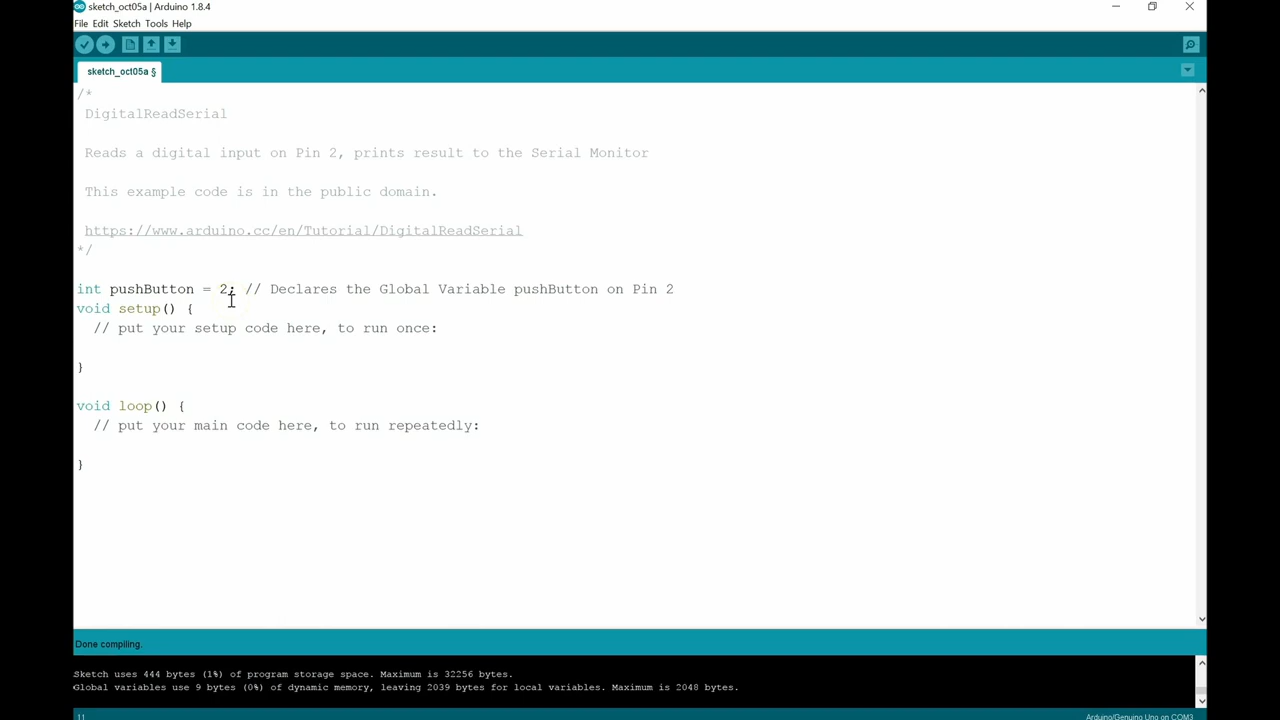 sketch_oct05a | Arduino 1.8.4
File Edit Sketch Tools Help
sketch_oct05a §
/*
DigitalReadSerial
Reads a digital input on Pin 2, prints result to the Serial Monitor
This example code is in the public domain.
https://www.arduino.cc/en/Tutorial/DigitalReadSerial
*/
int pushButton = 2; // Declares the Global Variable pushButton on Pin 2
void setup() {
// put your setup code here, to run once:
}
void loop() {
// put your main code here, to run repeatedly:
}
Done compiling.
Sketch uses 444 bytes (1%) of program storage space. Maximum is 32256 bytes.
Global variables use 9 bytes (0%) of dynamic memory, leaving 2039 bytes for local variables. Maximum is 2048 bytes.
11 Arduino/Genuino Uno on COM3